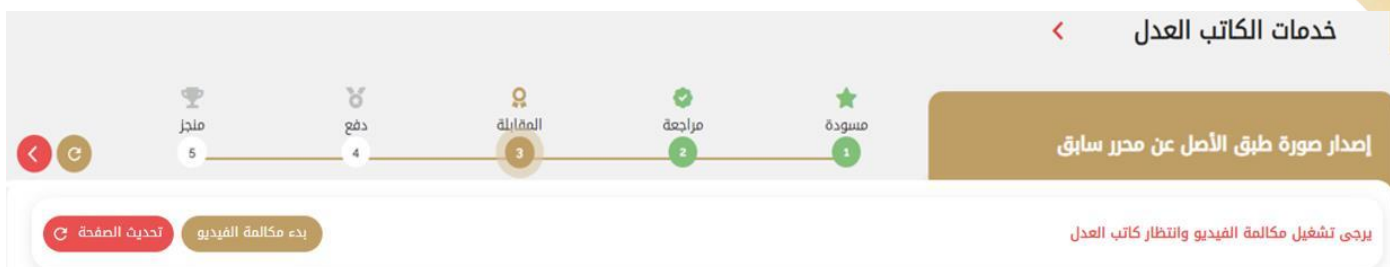 خدمات الكاتب العدل
إصدار صورة طبق الأصل عن محرر سابق
مسودة مراجعة المقابلة دفع منجز
1 2 3 4 5
يرجى تشغيل مكالمة الفيديو وانتظار كاتب العدل
بدء مكالمة الفيديو تحديث الصفحة